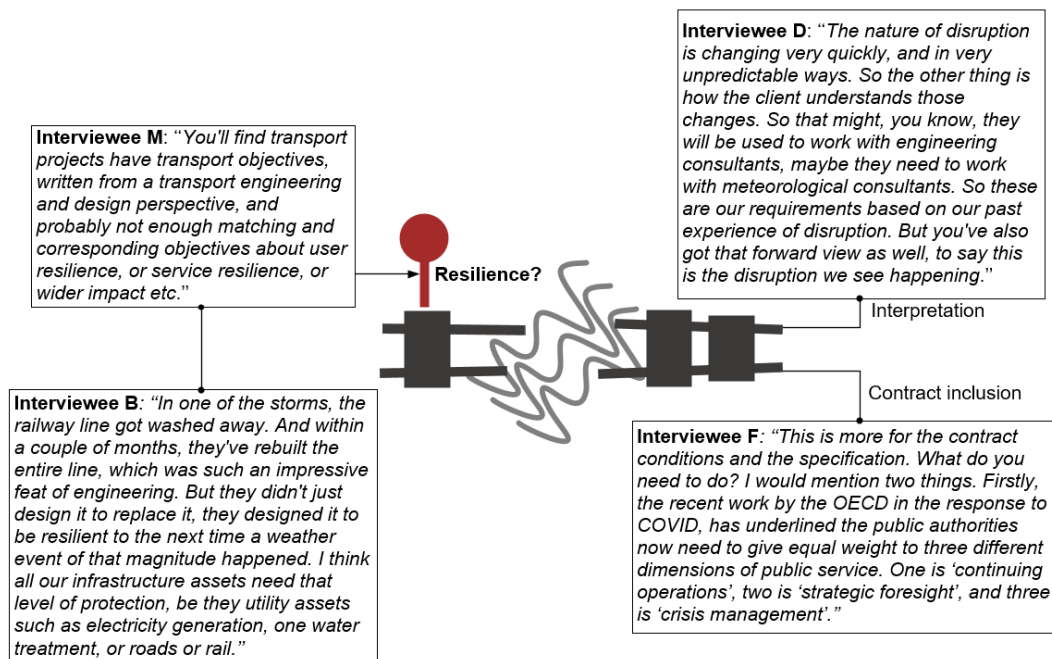 Interviewee M: “You'll find transport
projects have transport objectives,
written from a transport engineering
and design perspective, and
probably not enough matching and
corresponding objectives about user
resilience, or service resilience, or
wider impact etc.”
Interviewee B: “In one of the storms, the
railway line got washed away. And within
a couple of months, they've rebuilt the
entire line, which was such an impressive
feat of engineering. But they didn't just
design it to replace it, they designed it to
be resilient to the next time a weather
event of that magnitude happened. I think
all our infrastructure assets need that
level of protection, be they utility assets
such as electricity generation, one water
treatment, or roads or rail.”
Resilience?
Interviewee D: “The nature of disruption
is changing very quickly, and in very
unpredictable ways. So the other thing is
how the client understands those
changes. So that might, you know, they
will be used to work with engineering
consultants, maybe they need to work
with meteorological consultants. So these
are our requirements based on our past
experience of disruption. But you've also
got that forward view as well, to say this
is the disruption we see happening.”
Interpretation
Contract inclusion
Interviewee F: “This is more for the contract
conditions and the specification. What do you
need to do? I would mention two things. Firstly,
the recent work by the OECD in the response to
COVID, has underlined the public authorities
now need to give equal weight to three different
dimensions of public service. One is ‘continuing
operations’, two is ‘strategic foresight’, and three
is ‘crisis management’.”